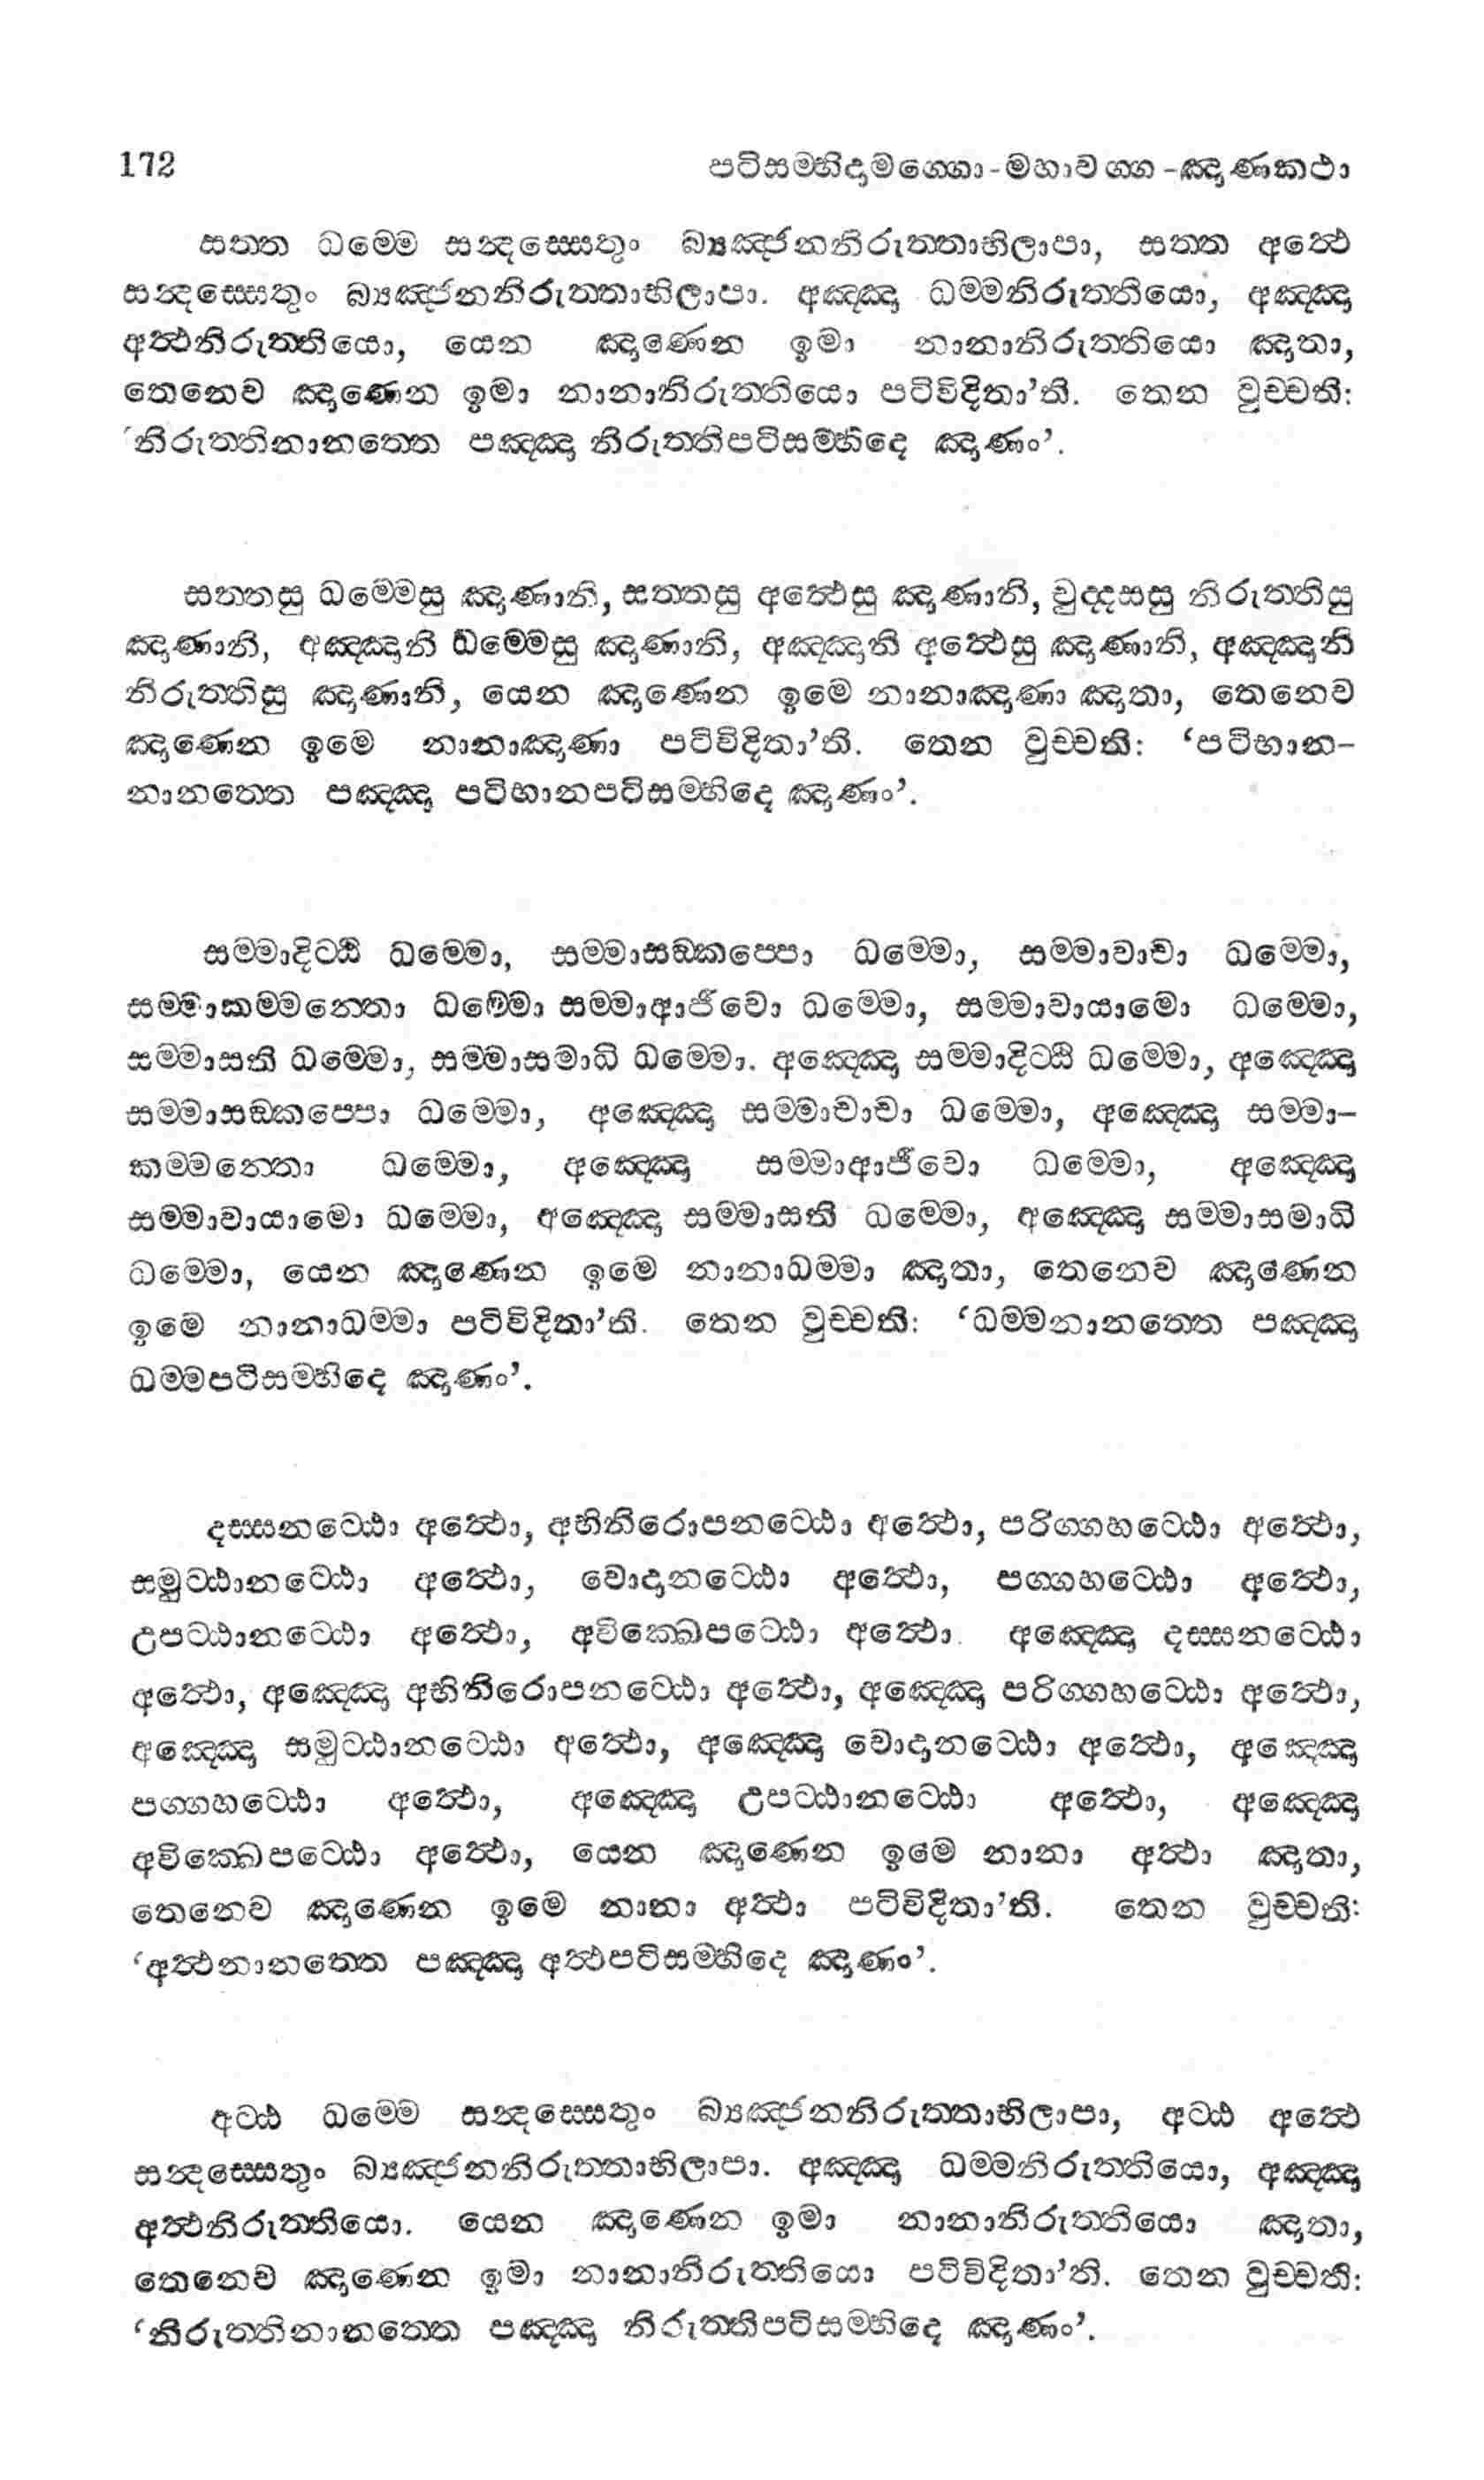 172 පටිසම්භිදාමග්ගො-මහාවග්ග-ඤාණකථා
සත්ත ධම්මෙ සන්දස්සෙතුං බ්‍යඤ්ජනනිරුත්තාභිලාපා, සත්ත අත්ථෙ
සන්දස්සෙතුං බ්‍යඤ්ජනනිරුත්තාභිලාපා. අඤ්ඤා ධම්මනිරුත්තියො, අඤ්ඤා
අත්ථනිරුත්තියො, යෙන ඤාණෙන ඉමා නානානිරුත්තියො ඤාතා,
තෙනෙව ඤාණෙන ඉමා නානානිරුත්තියො පටිවිදිතා’ති. තෙන වුච්චති:
‘නිරුත්තිනානත්තෙ පඤ්ඤා නිරුත්තිපටිසම්භිදෙ ඤාණං’.
සත්තසු ධම්මෙසු ඤාණානි, සත්තසු අත්ථෙසු ඤාණානි, චුද්දසසු නිරුත්තියු
ඤාණානි, අඤ්ඤානි ධම්මෙසු ඤාණානි, අඤ්ඤානි අත්ථෙසු ඤාණානි, අඤ්ඤානි
නිරුත්තිසු ඤාණානි, යෙන ඤාණෙන ඉමෙ නානාඤාණා ඤාතා, තෙනෙව
ඤාණෙන ඉමෙ නානාඤාණා පටිවිදිතා’ති. තෙන වුච්චති: ‘පටිභාන-
නානත්තෙ පඤ්ඤා පටිභානපටිසම්භිදෙ ඤාණං’.
සම්මාදිට්ඨි ධම්මො, සම්මාසඞ්කප්පො ධම්මො, සම්මාවාචා ධම්මො,
සම්මාකම්මන්තො ධම්මො සම්මාආජීවො ධම්මො, සම්මාවායාමො ධම්මො,
සම්මාසති ධම්මො, සම්මාසමාධි ධම්මො. අඤ්ඤො සම්මාදිට්ඨි ධම්මො, අඤ්ඤො
සම්මාසඞ්කප්පො ධම්මො, අඤ්ඤො සම්මාවාචා ධම්මො, අඤ්ඤො සම්මා-
කම්මන්තො ධම්මො, අඤ්ඤො සම්මාආජීවො ධම්මො, අඤ්ඤො
සම්මාවායාමො ධම්මො, අඤ්ඤො සම්මාසති ධම්මො, අඤ්ඤො සම්මාසමාධි
ධම්මො, යෙන ඤාණෙන ඉමෙ නානාධම්මා ඤාතා, තෙනෙව ඤාණෙන
ඉමෙ නානාධම්මා පටිවිදිතා’ති. තෙන වුච්චති: ‘ධම්මනානත්තෙ පඤ්ඤා
ධම්මපටිසම්භිදෙ ඤාණං’.
දස්සනට්ඨො අත්ථො, අභිනිරොපනට්ඨො අත්ථො, පරිග්ගහට්ඨො අත්ථො,
සමුට්ඨානට්ඨො අත්ථො, වොදානට්ඨො අත්ථො, පග්ගහට්ඨො අත්ථො,
උපට්ඨානට්ඨො අත්ථො, අවික්ඛෙපට්ඨො අත්ථො. අඤ්ඤො දස්සනට්ඨො
අත්ථො, අඤ්ඤො අභිනිරොපනට්ඨො අත්ථො, අඤ්ඤො පරිග්ගහට්ඨො අත්ථො,
අඤ්ඤො සමුට්ඨානට්ඨො අත්ථො, අඤ්ඤො වොදානට්ඨො අත්ථො, අඤ්ඤො
පග්ගහට්ඨො අත්ථො, අඤ්ඤො උපට්ඨානට්ඨො අත්ථො, අඤ්ඤො
අවික්ඛෙපට්ඨො අත්ථො, යෙන ඤාණෙන ඉමෙ නානා අත්ථා ඤාතා,
තෙනෙව ඤාණෙන ඉමෙ නානා අත්ථා පටිවිදිතා’ති. තෙන වුච්චති:
‘අත්ථනානත්තෙ පඤ්ඤා අත්ථපටිසම්භිදෙ ඤාණං’.
අට්ඨ ධම්මෙ සන්දස්සෙතුං බ්‍යඤ්ජනනිරුත්තාභිලාපා, අට්ඨ අත්ථෙ
සන්දස්සෙතුං බ්‍යඤ්ජනනිරුත්තාභිලාපා. අඤ්ඤා ධම්මනිරුත්තියො, අඤ්ඤා
අත්ථනිරුත්තියො. යෙන ඤාණෙන ඉමා නානානිරුත්තියො ඤාතා,
තෙනෙව ඤාණෙන ඉමා නානානිරුත්තියො පටිවිදිතා’ති. තෙන වුච්චති:
‘නිරුත්තිනානත්තෙ පඤ්ඤා නිරුත්තිපටිසම්භිදෙ ඤාණං’.